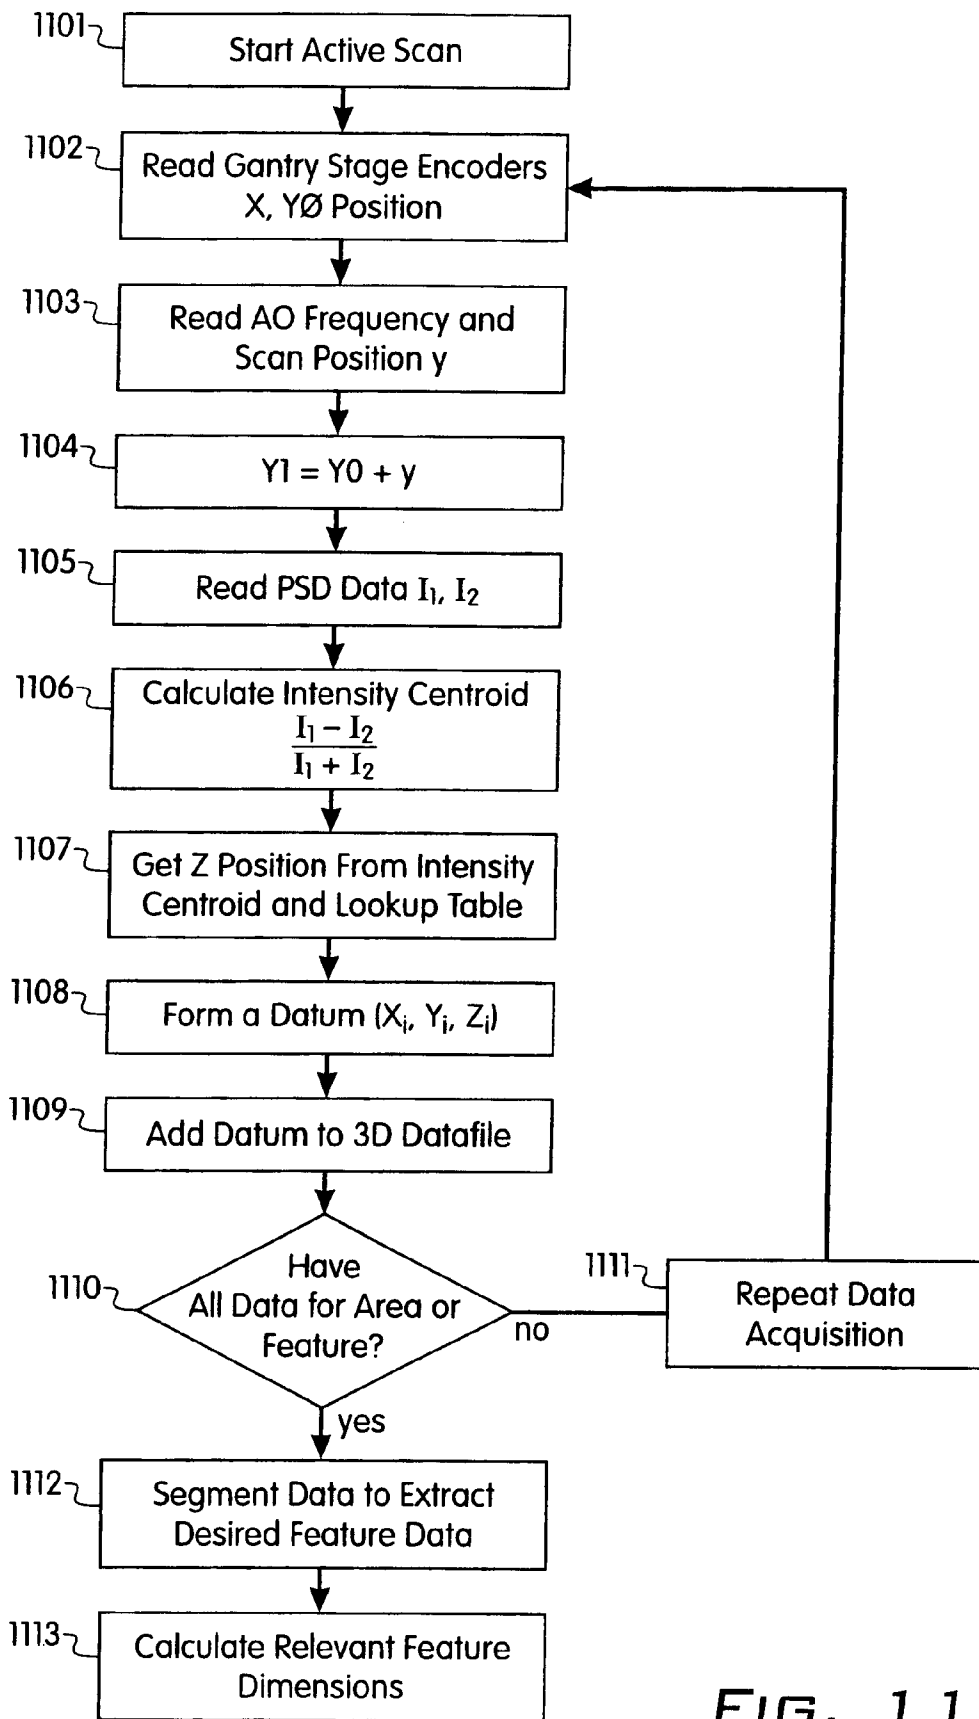 1101
Start Active Scan
1102
Read Gantry Stage Encoders
X, YØ Position
1103
Read AO Frequency and
Scan Position y
1104
Y1 = Y0 + y
1105
Read PSD Data I₁, I₂
1106
Calculate Intensity Centroid
I₁ – I₂
I₁ + I₂
1107
Get Z Position From Intensity
Centroid and Lookup Table
1108
Form a Datum (Xᵢ, Yᵢ, Zᵢ)
1109
Add Datum to 3D Datafile
1110
Have
All Data for Area or
Feature?
no
1111
Repeat Data
Acquisition
yes
1112
Segment Data to Extract
Desired Feature Data
1113
Calculate Relevant Feature
Dimensions
FIG. 11